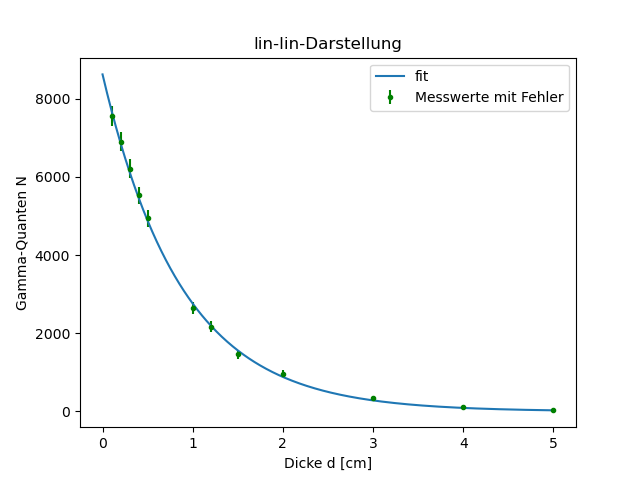 lin-lin-Darstellung
fit
Messwerte mit Fehler
Gamma-Quanten N
8000
6000
4000
2000
0
0 1 2 3 4 5
Dicke d [cm]